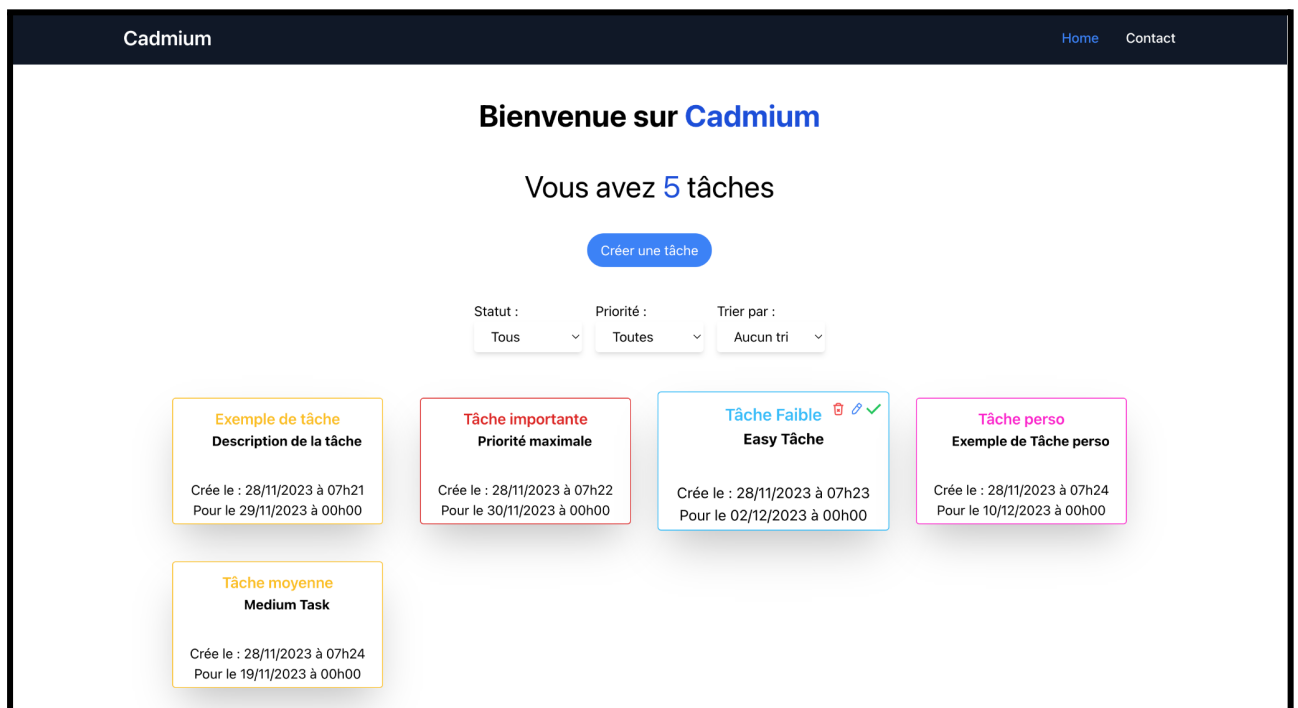 Cadmium
Home
Contact
Bienvenue sur Cadmium
Vous avez 5 tâches
Créer une tâche
Statut :
Tous
Priorité :
Toutes
Trier par :
Aucun tri
Exemple de tâche
Description de la tâche
Crée le : 28/11/2023 à 07h21
Pour le 29/11/2023 à 00h00
Tâche importante
Priorité maximale
Crée le : 28/11/2023 à 07h22
Pour le 30/11/2023 à 00h00
Tâche Faible
Easy Tâche
Crée le : 28/11/2023 à 07h23
Pour le 02/12/2023 à 00h00
Tâche perso
Exemple de Tâche perso
Crée le : 28/11/2023 à 07h24
Pour le 10/12/2023 à 00h00
Tâche moyenne
Medium Task
Crée le : 28/11/2023 à 07h24
Pour le 19/11/2023 à 00h00